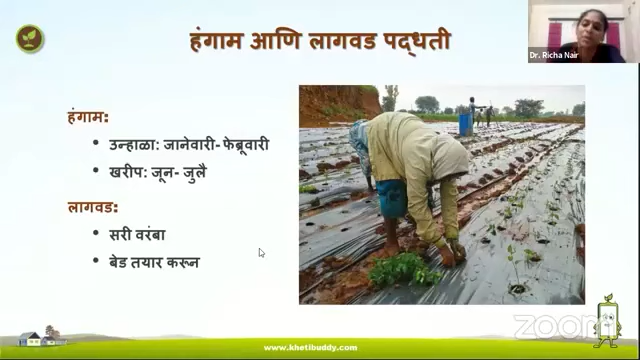 हंगाम आणि लागवड पद्धती
Dr. Richa Nair
हंगाम:
उन्हाळा: जानेवारी- फेब्रूवारी
खरीप: जून- जुलै
लागवड:
सरी वरंबा
बेड तयार करून
zoom
www.khetibuddy.com